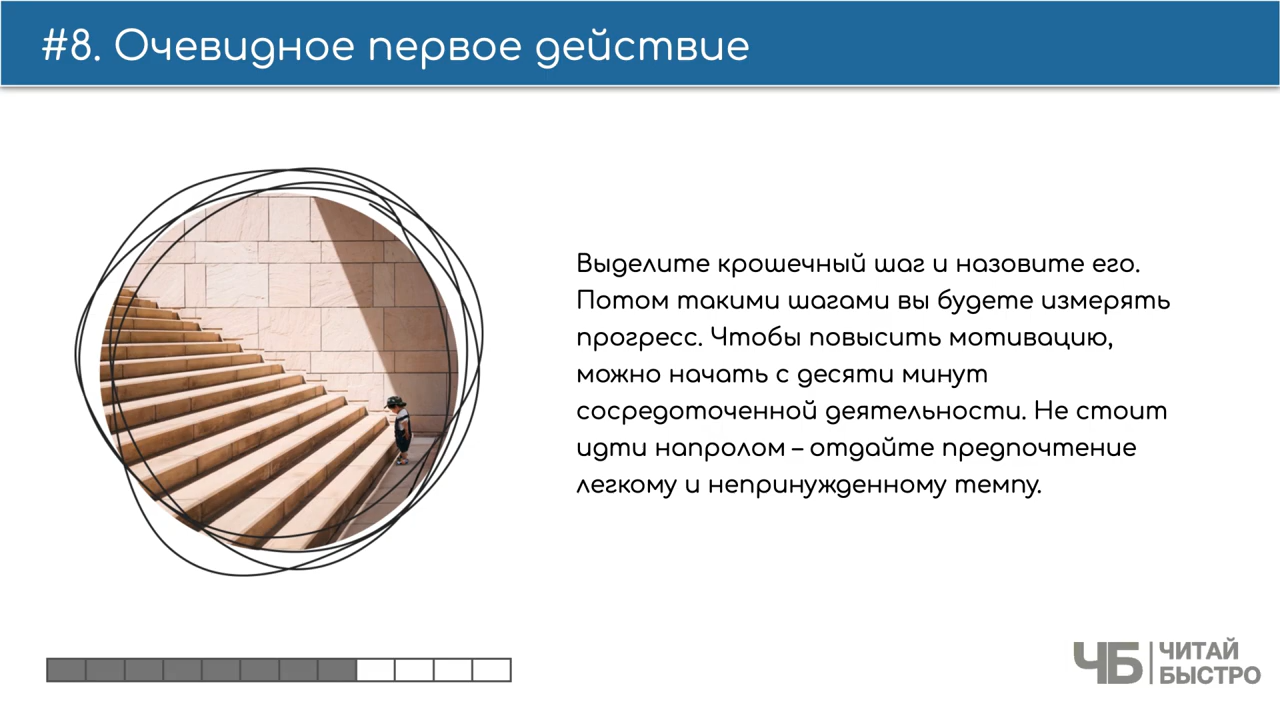 #8. Очевидное первое действие
Выделите крошечный шаг и назовите его.
Потом такими шагами вы будете измерять
прогресс. Чтобы повысить мотивацию,
можно начать с десяти минут
сосредоточенной деятельности. Не стоит
идти напролом – отдайте предпочтение
легкому и непринужденному темпу.
ЧБ
ЧИТАЙ
БЫСТРО